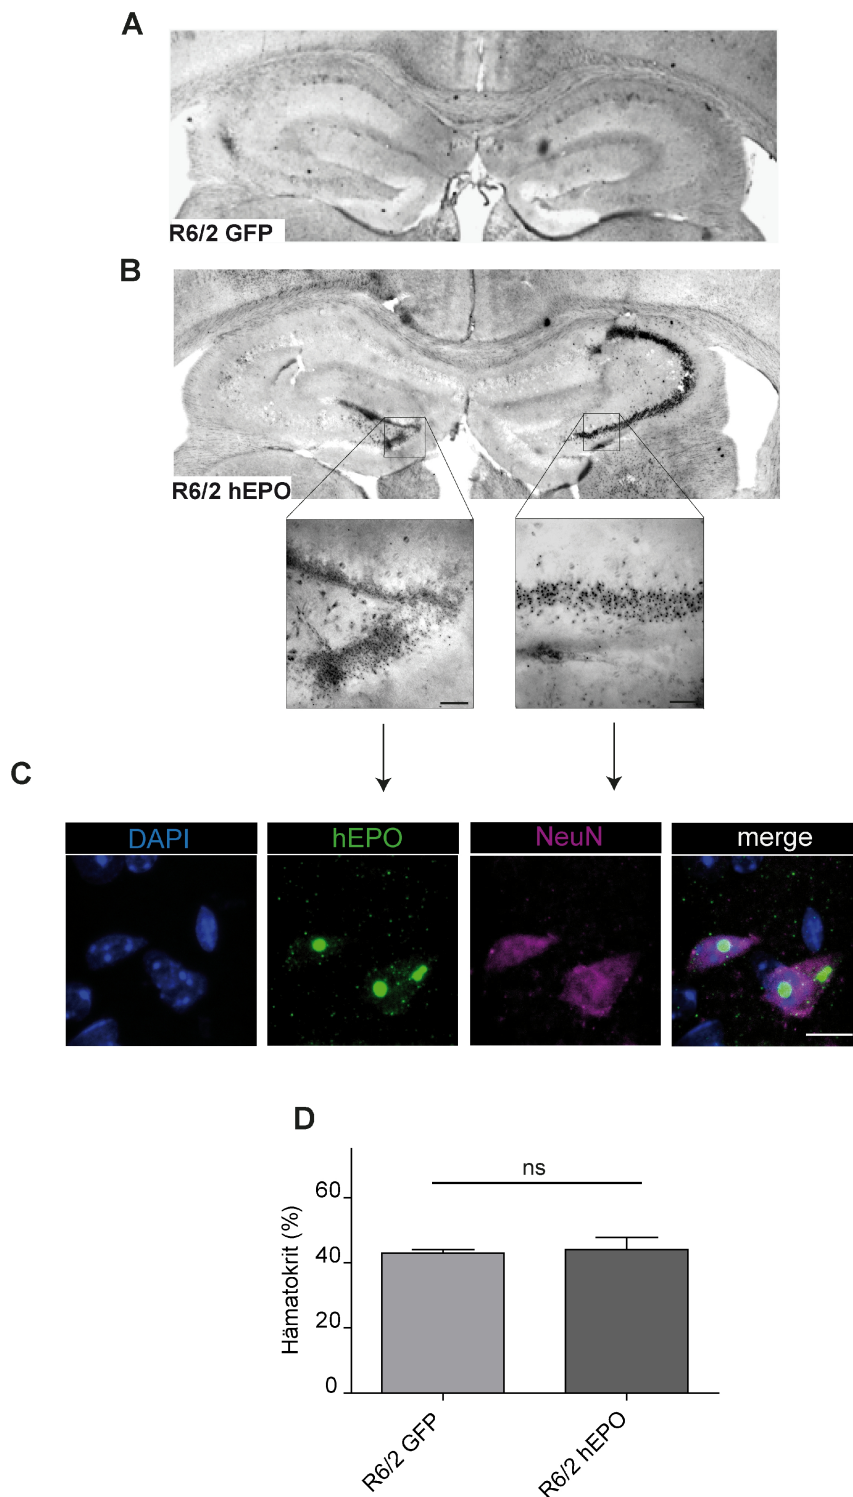 A
R6/2 GFP
B
R6/2 hEPO
C
DAPI
hEPO
NeuN
merge
D
ns
60
40
20
0
Hämatokrit (%)
R6/2 GFP
R6/2 hEPO